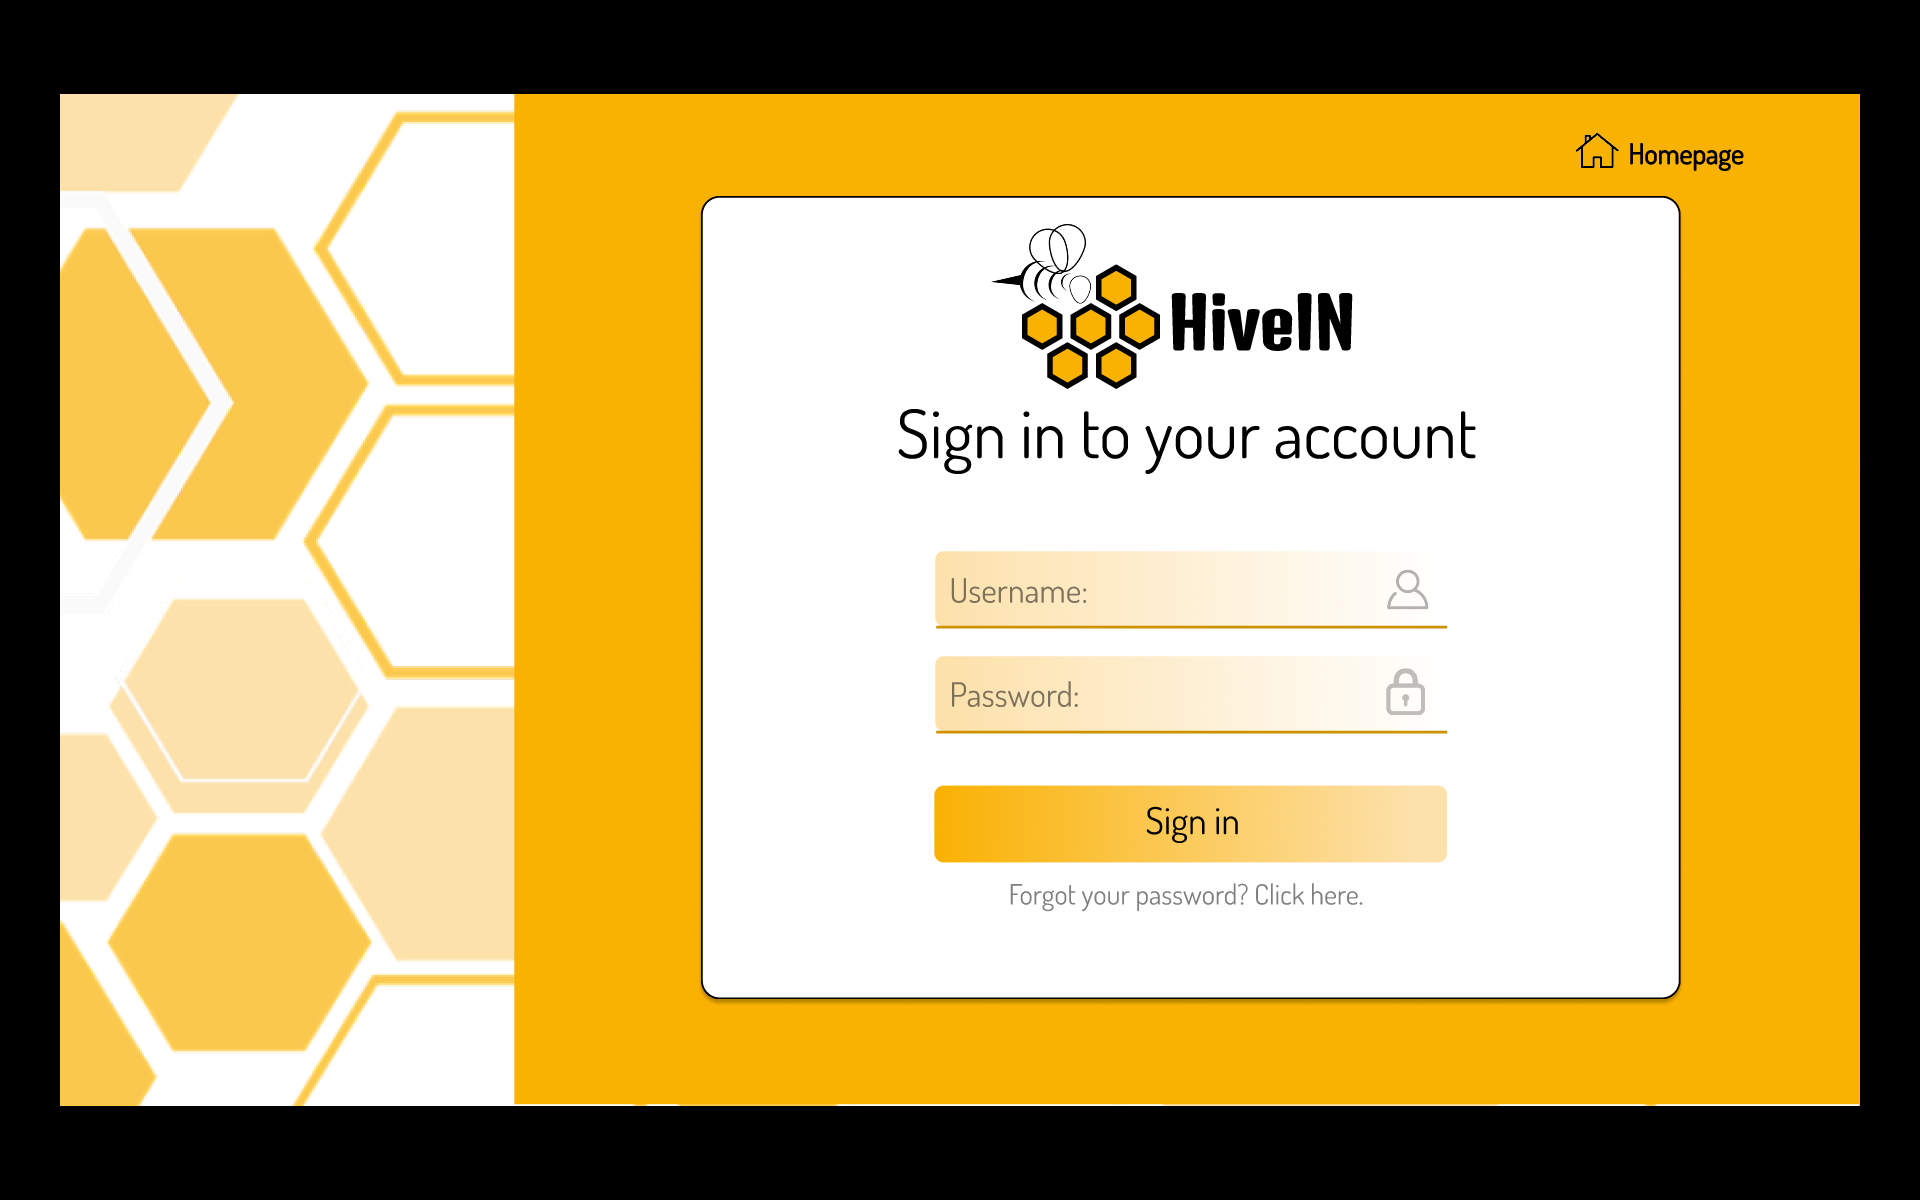 Homepage
HiveIN
Sign in to your account
Username:
Password:
Sign in
Forgot your password? Click here.